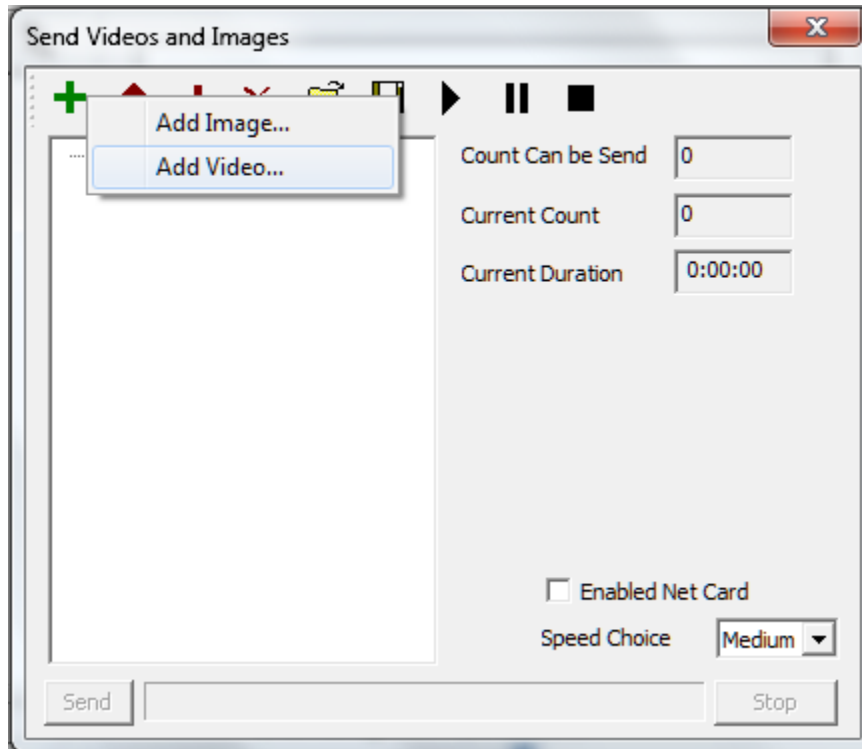 Send Videos and Images
Add Image...
Add Video...
Count Can be Send 0
Current Count 0
Current Duration 0:00:00
Enabled Net Card
Speed Choice Medium
Send Stop